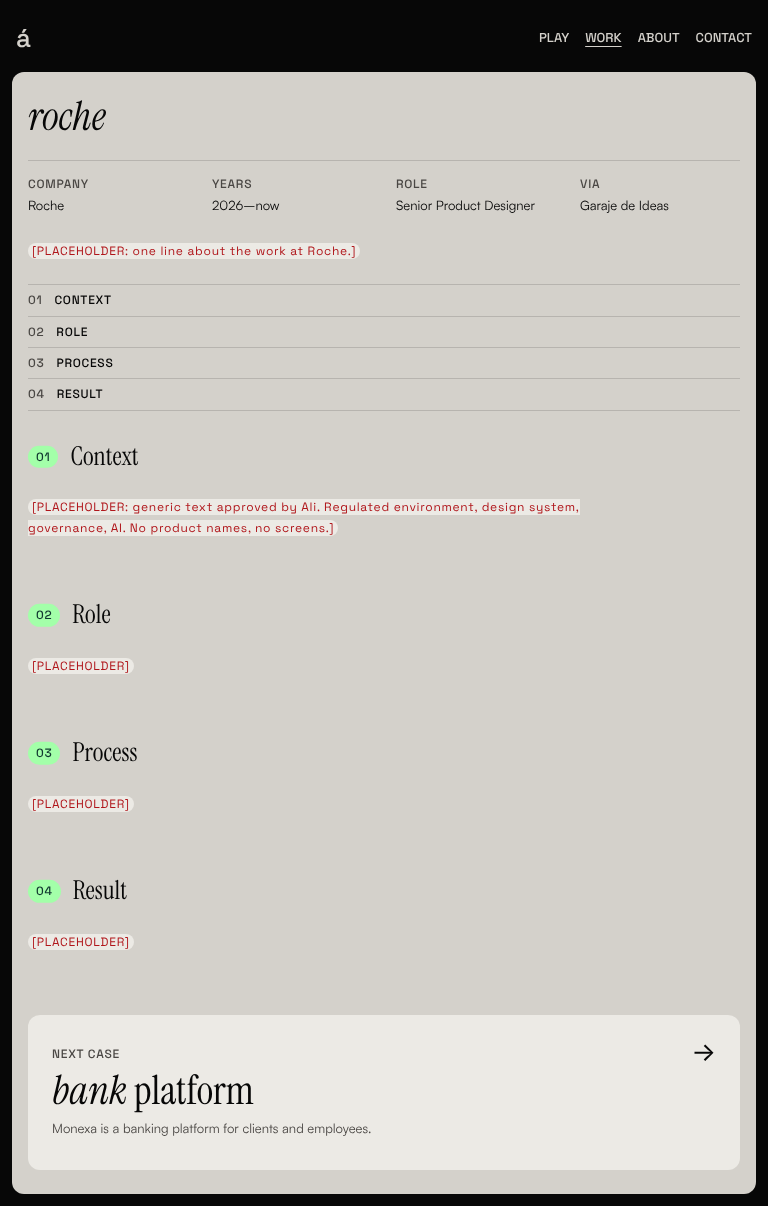 á
PLAY WORK ABOUT CONTACT
roche
COMPANY YEARS ROLE VIA
Roche 2026—now Senior Product Designer Garaje de Ideas
[PLACEHOLDER: one line about the work at Roche.]
01 CONTEXT
02 ROLE
03 PROCESS
04 RESULT
01 Context
[PLACEHOLDER: generic text approved by Ali. Regulated environment, design system,
governance, AI. No product names, no screens.]
02 Role
[PLACEHOLDER]
03 Process
[PLACEHOLDER]
04 Result
[PLACEHOLDER]
NEXT CASE
bank platform
Monexa is a banking platform for clients and employees.